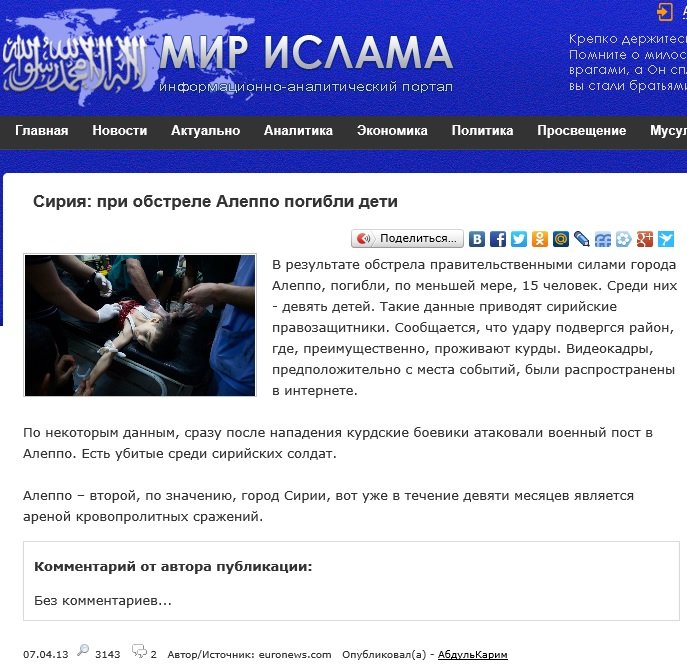 МИР ИСЛАМА
информационно-аналитический портал
Крепко держитесь
Помните о милос
врагами, а Он спл
вы стали братьями
Главная Новости Актуально Аналитика Экономика Политика Просвещение Мусул
Сирия: при обстреле Алеппо погибли дети
Поделиться...
В результате обстрела правительственными силами города
Алеппо, погибли, по меньшей мере, 15 человек. Среди них
- девять детей. Такие данные приводят сирийские
правозащитники. Сообщается, что удару подвергся район,
где, преимущественно, проживают курды. Видеокадры,
предположительно с места событий, были распространены
в интернете.
По некоторым данным, сразу после нападения курдские боевики атаковали военный пост в
Алеппо. Есть убитые среди сирийских солдат.
Алеппо – второй, по значению, город Сирии, вот уже в течение девяти месяцев является
ареной кровопролитных сражений.
Комментарий от автора публикации:
Без комментариев...
07.04.13 3143 2 Автор/Источник: euronews.com Опубликовал(а) - АбдульКарим